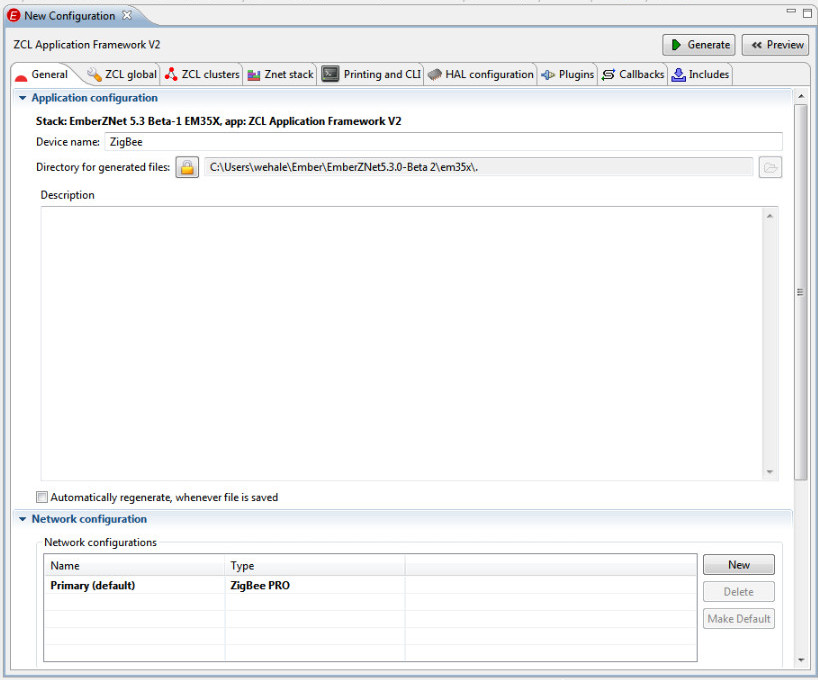 New Configuration
ZCL Application Framework V2
Generate
Preview
General
ZCL global
ZCL clusters
Znet stack
Printing and CLI
HAL configuration
Plugins
Callbacks
Includes
Application configuration
Stack: EmberZNet 5.3 Beta-1 EM35X, app: ZCL Application Framework V2
Device name: ZigBee
Directory for generated files: C:\Users\wehale\Ember\EmberZNet5.3.0-Beta 2\em35x\.
Description
Automatically regenerate, whenever file is saved
Network configuration
Network configurations
Name Type
New
Primary (default) ZigBee PRO
Delete
Make Default